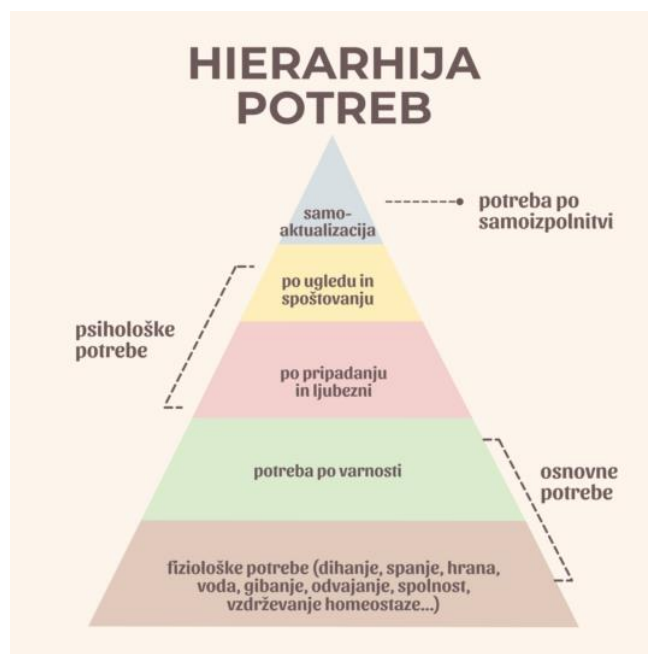 HIERARHIJA
POTREB
samo-
aktualizacija
potreba po
samoizpolnitvi
po ugledu in
spoštovanju
psihološke
potrebe
po pripadanju
in ljubezni
potreba po varnosti
osnovne
potrebe
fiziološke potrebe (dihanje, spanje, hrana,
voda, gibanje, odvajanje, spolnost,
vzdrževanje homeostaze...)